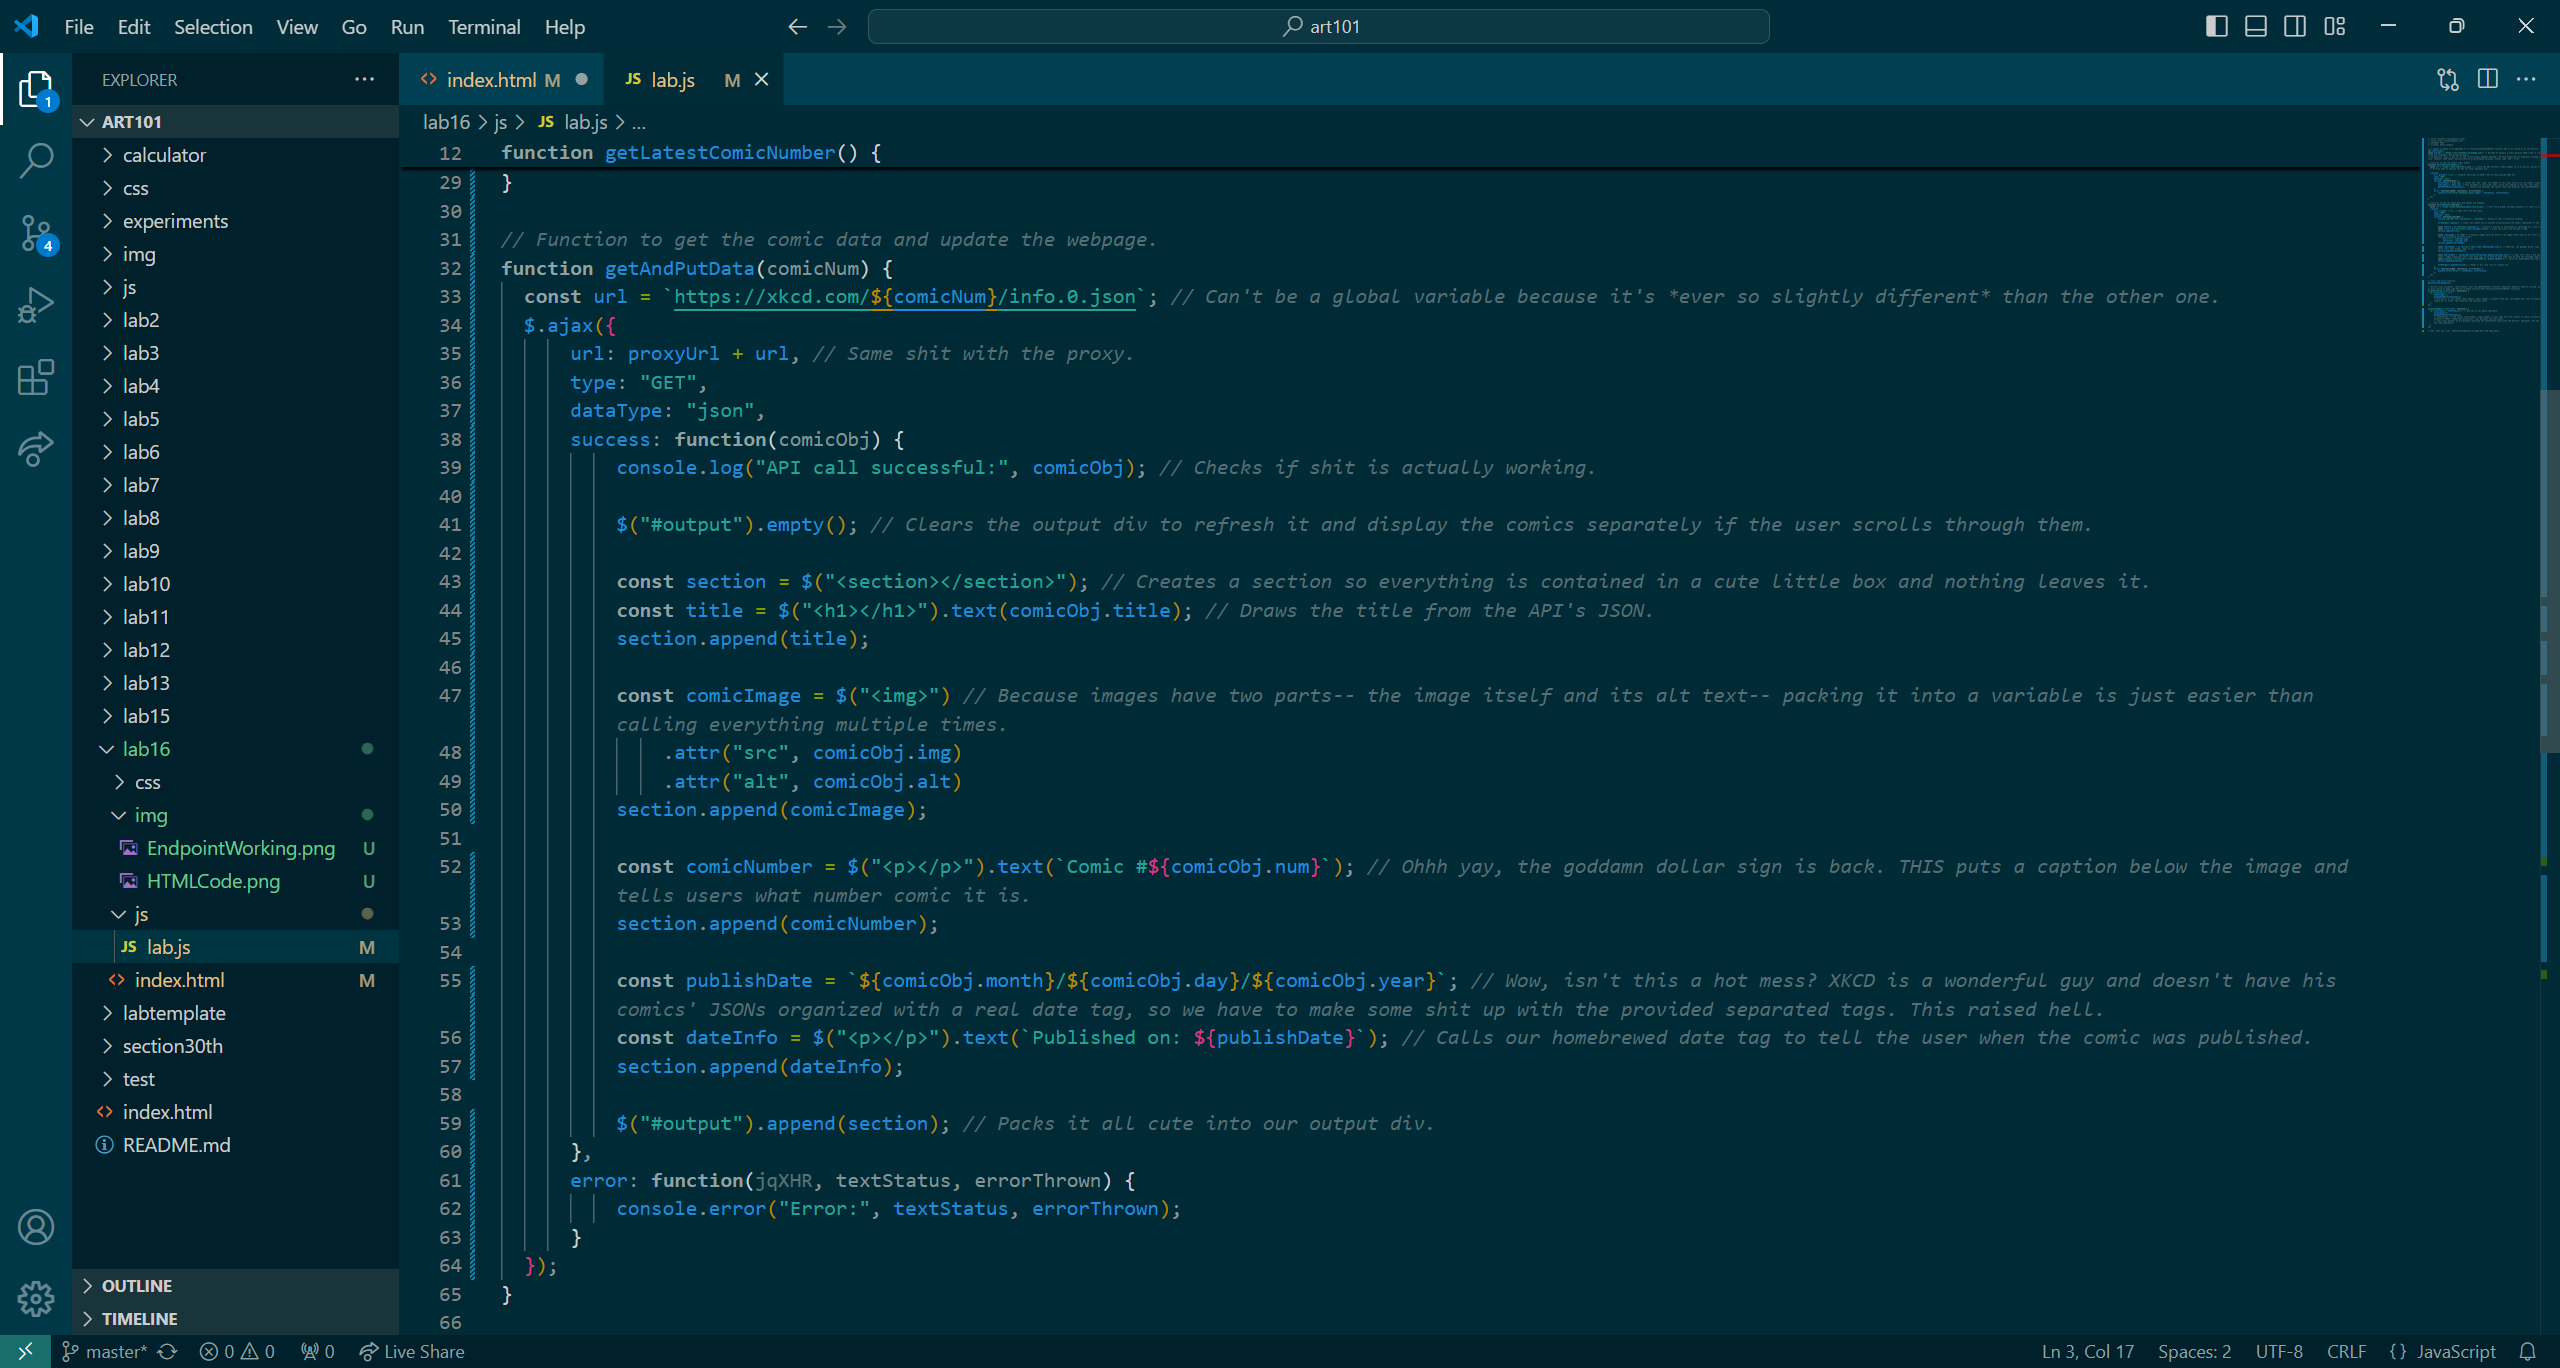 File Edit Selection View Go Run Terminal Help
art101
EXPLORER
index.html M
JS lab.js M
ART101
calculator
css
experiments
img
js
lab2
lab3
lab4
lab5
lab6
lab7
lab8
lab9
lab10
lab11
lab12
lab13
lab15
lab16
css
img
EndpointWorking.png U
HTMLCode.png U
js
JS lab.js M
index.html M
labtemplate
section30th
test
index.html
README.md
OUTLINE
TIMELINE
1
4
lab16 > js > JS lab.js > ...
12 function getLatestComicNumber() {
29 }
30
31 // Function to get the comic data and update the webpage.
32 function getAndPutData(comicNum) {
33 const url = `https://xkcd.com/${comicNum}/info.0.json`; // Can't be a global variable because it's *ever so slightly different* than the other one.
34 $.ajax({
35 url: proxyUrl + url, // Same shit with the proxy.
36 type: "GET",
37 dataType: "json",
38 success: function(comicObj) {
39 console.log("API call successful:", comicObj); // Checks if shit is actually working.
40
41 $("#output").empty(); // Clears the output div to refresh it and display the comics separately if the user scrolls through them.
42
43 const section = $("<section></section>"); // Creates a section so everything is contained in a cute little box and nothing leaves it.
44 const title = $("<h1></h1>").text(comicObj.title); // Draws the title from the API's JSON.
45 section.append(title);
46
47 const comicImage = $("<img>") // Because images have two parts-- the image itself and its alt text-- packing it into a variable is just easier than
calling everything multiple times.
48 .attr("src", comicObj.img)
49 .attr("alt", comicObj.alt)
50 section.append(comicImage);
51
52 const comicNumber = $("<p></p>").text(`Comic #${comicObj.num}`); // Ohhh yay, the goddamn dollar sign is back. THIS puts a caption below the image and
tells users what number comic it is.
53 section.append(comicNumber);
54
55 const publishDate = `${comicObj.month}/${comicObj.day}/${comicObj.year}`; // Wow, isn't this a hot mess? XKCD is a wonderful guy and doesn't have his
comics' JSONs organized with a real date tag, so we have to make some shit up with the provided separated tags. This raised hell.
56 const dateInfo = $("<p></p>").text(`Published on: ${publishDate}`); // Calls our homebrewed date tag to tell the user when the comic was published.
57 section.append(dateInfo);
58
59 $("#output").append(section); // Packs it all cute into our output div.
60 },
61 error: function(jqXHR, textStatus, errorThrown) {
62 console.error("Error:", textStatus, errorThrown);
63 }
64 });
65 }
66
master* 0 0 0 Live Share
Ln 3, Col 17 Spaces: 2 UTF-8 CRLF {} JavaScript